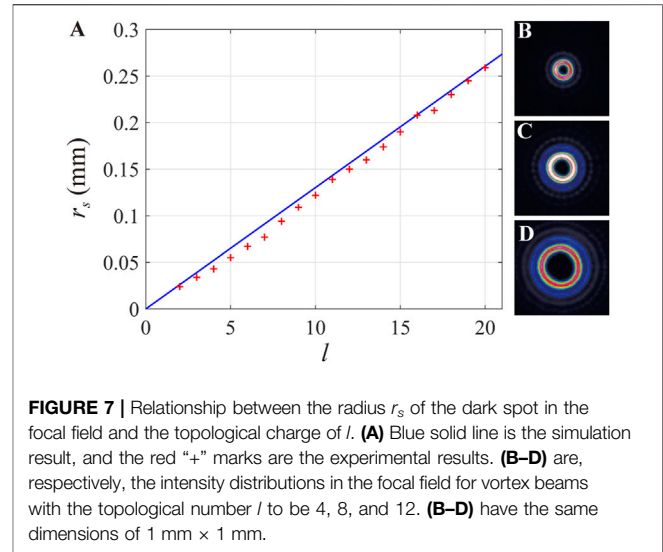 A
0.3
0.25
0.2
0.15
0.1
0.05
0
r_s (mm)
0 5 10 15 20
l
B
C
D
FIGURE 7 | Relationship between the radius r_s of the dark spot in the
focal field and the topological charge of l. (A) Blue solid line is the simulation
result, and the red “+” marks are the experimental results. (B–D) are,
respectively, the intensity distributions in the focal field for vortex beams
with the topological number l to be 4, 8, and 12. (B–D) have the same
dimensions of 1 mm × 1 mm.